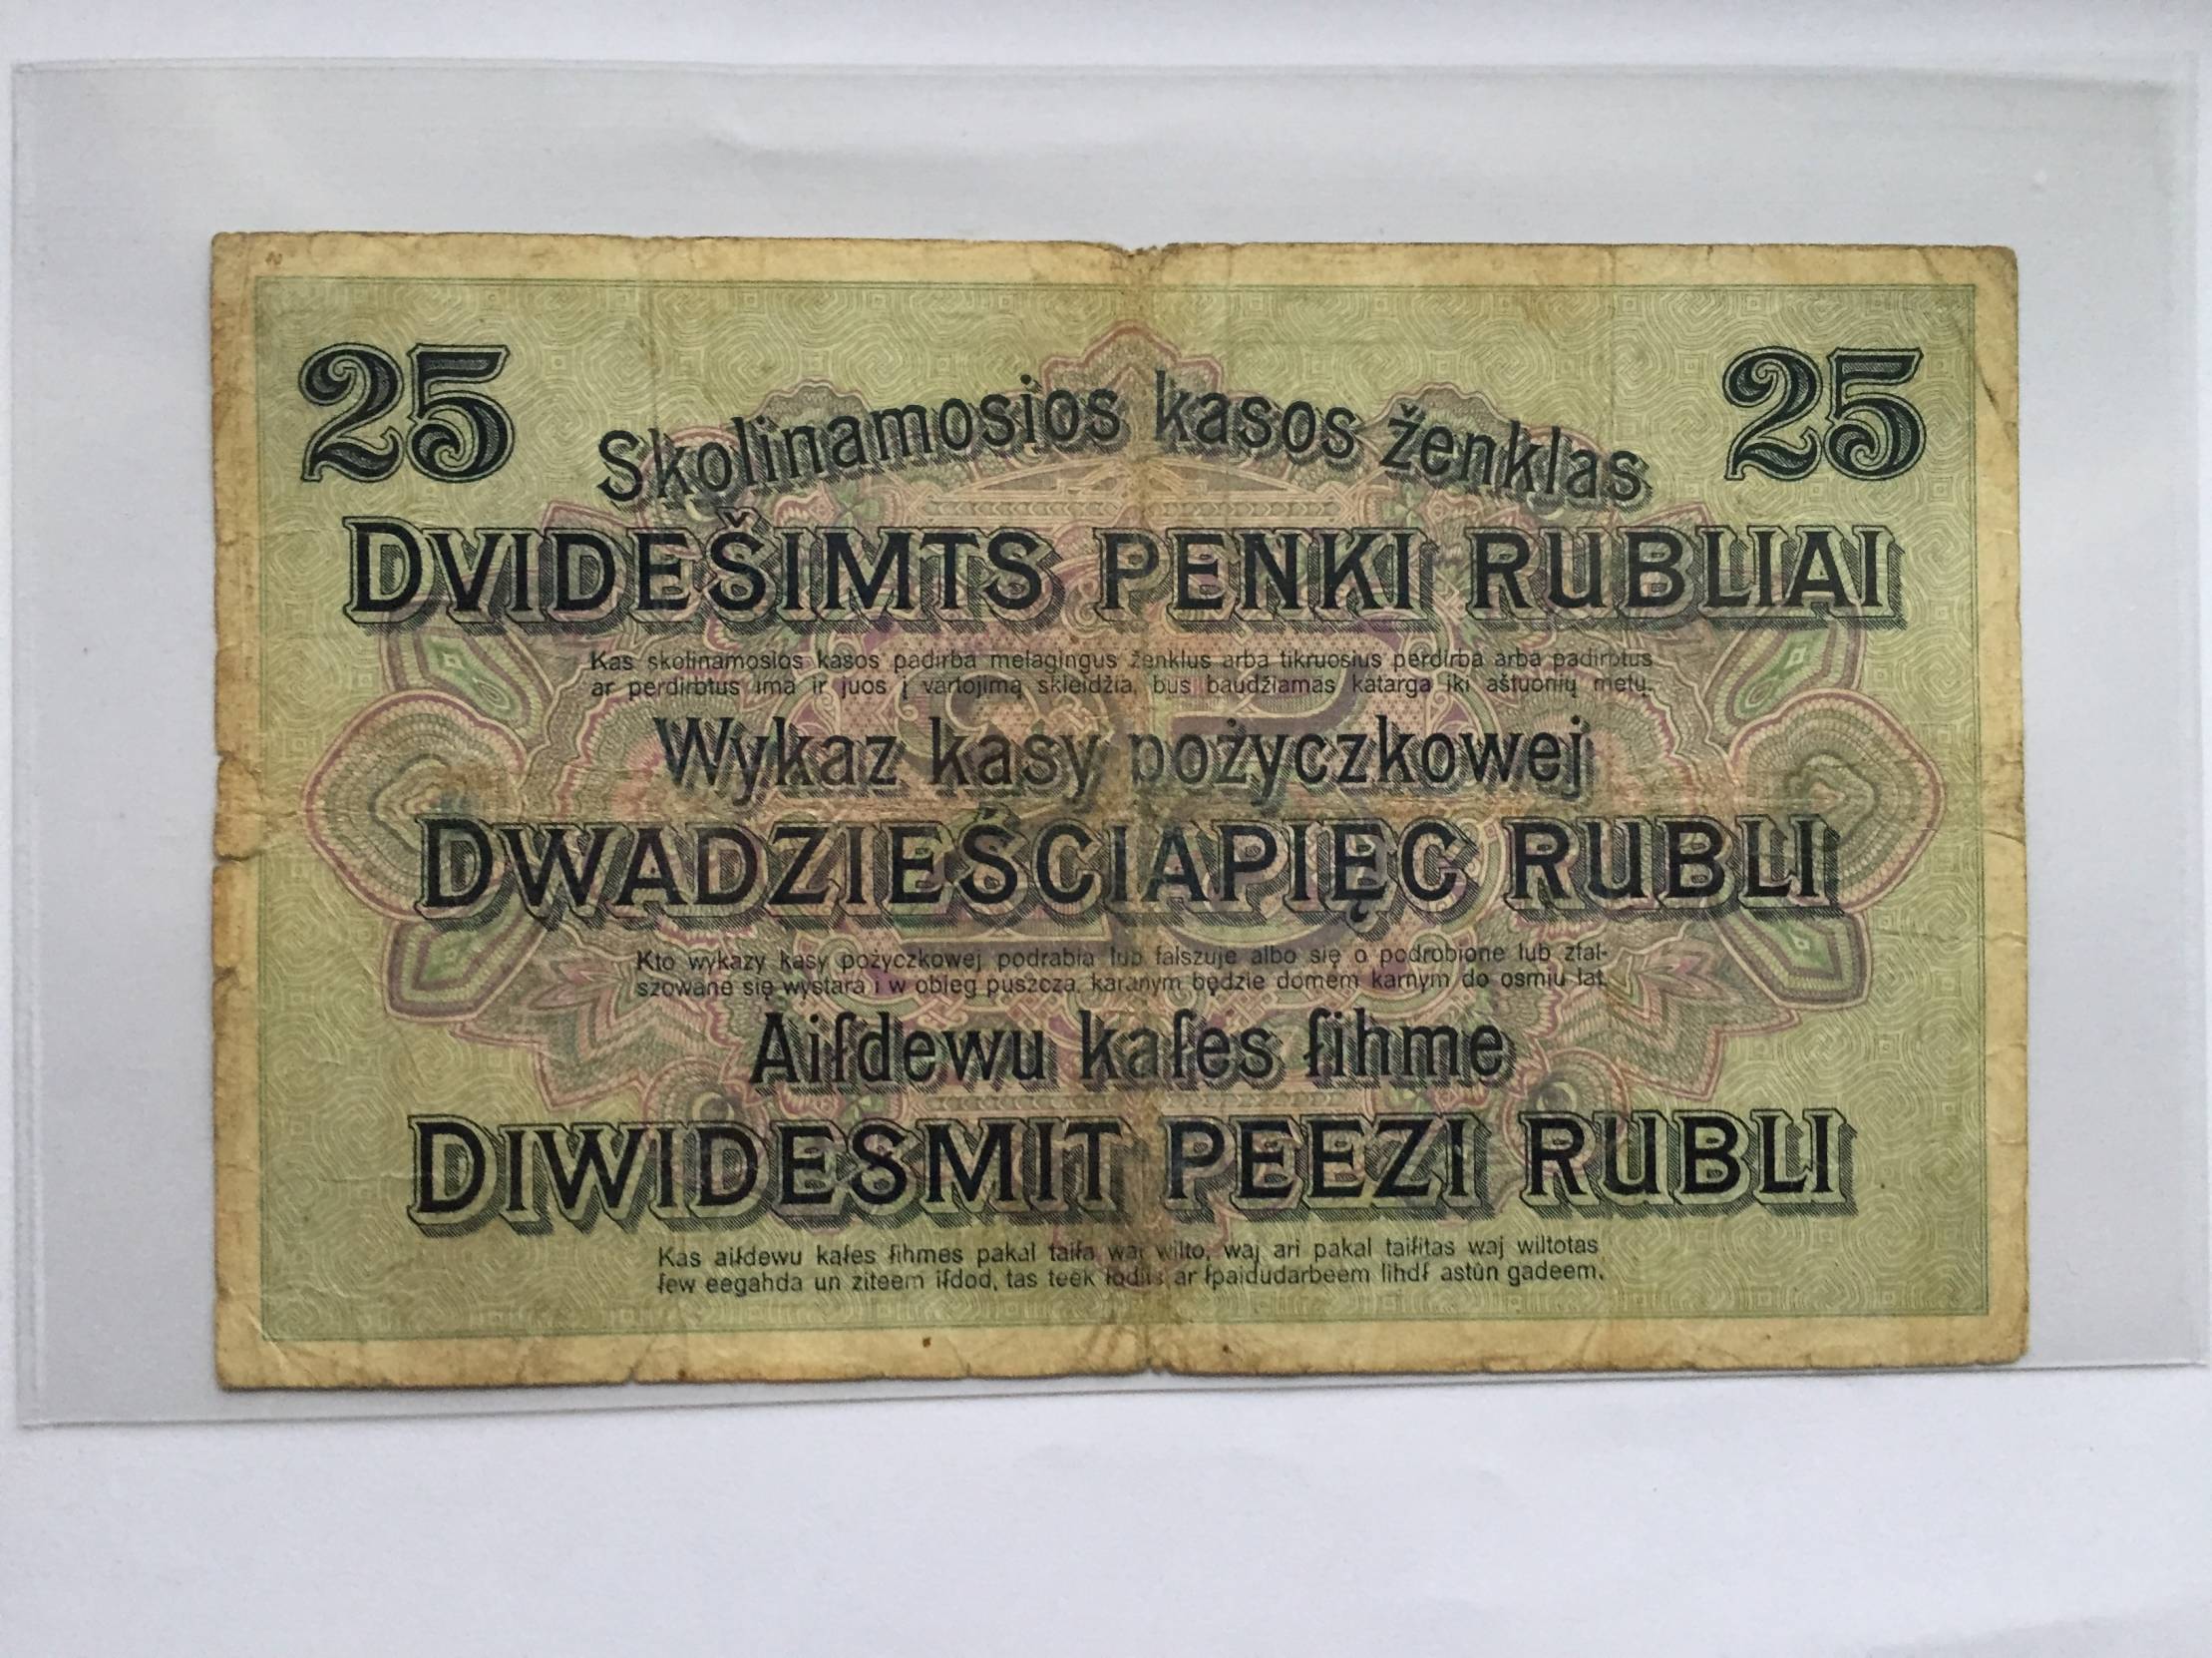 25 25
Skolinamosios kasos ženklas
DVIDEŠIMTS PENKI RUBLIAI
Kas skolinamosios kasos padirba melagingus ženklus arba tikruosius perdirba arba padirbtus
ar perdirbtus ima ir juos į vartojimą skleidžia, bus baudžiamas katarga iki aštuonių metų.
Wykaz kasy pożyczkowej
DWADZIEŚCIAPIĘC RUBLI
Kto wykazy kasy pożyczkowej podrabia lub falszuje albo się o podrobione lub zfal-
szowane się wystara i w obieg puszcza, karanym będzie domem karnym do osmiu lat.
Aiſdewu kaſes ſihme
DIWIDESMIT PEEZI RUBLI
Kas aiſdewu kaſes ſihmes pakal taiſa wai wilto, waj ari pakal taiſitas waj wiltotas
ſew eegahda un ziteem iſdod, tas teek ſodits ar ſpaidudarbeem lihdſ astūn gadeem.